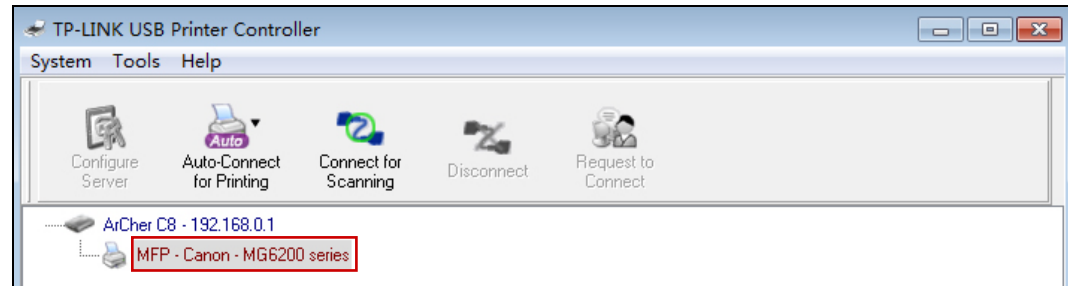 TP-LINK USB Printer Controller
System Tools Help
Auto
Configure Server
Auto-Connect for Printing
Connect for Scanning
Disconnect
Request to Connect
ArCher C8 - 192.168.0.1
MFP - Canon - MG6200 series